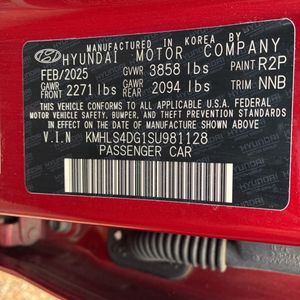 MANUFACTURED IN KOREA
HYUNDAI MOTOR COMPANY
FEB/2025 GVWR 3858 lbs PAINT R2P
GAWR FRONT 2271 lbs GAWR REAR 2094 lbs TRIM NNB
THIS VEHICLE CONFORMS TO ALL APPLICABLE U.S.A FEDERAL MOTOR
VEHICLE SAFETY, BUMPER, AND THEFT PREVENTION STANDARDS IN
EFFECT ON THE DATE OF MANUFACTURE SHOWN ABOVE.
V.I.N KMHLS4DG1SU981128
PASSENGER CAR